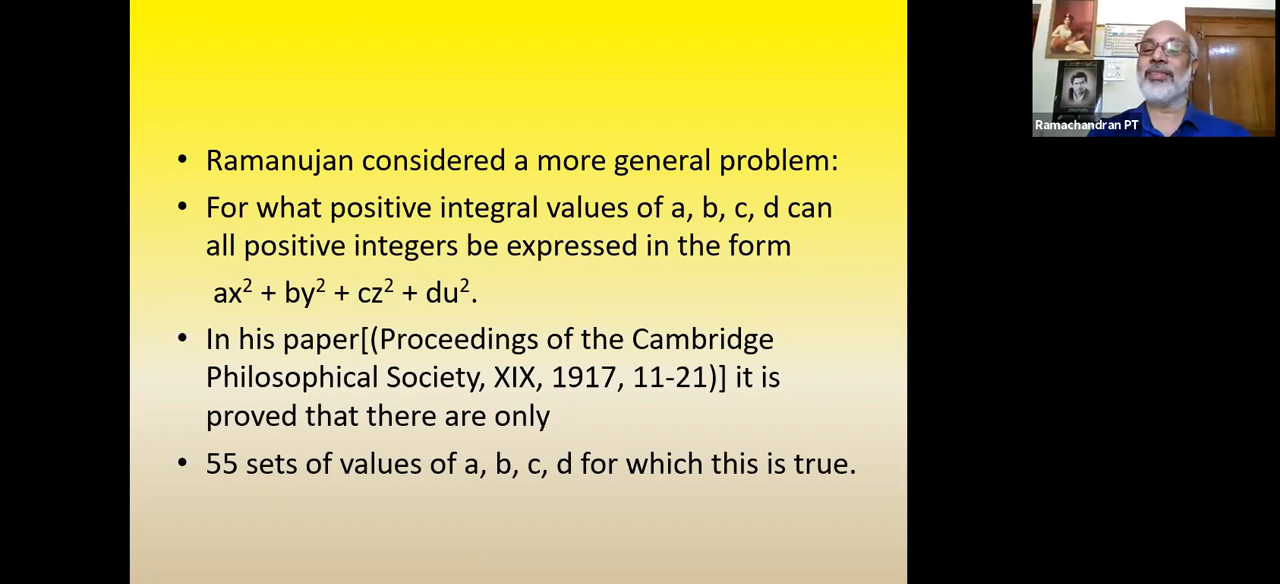 • Ramanujan considered a more general problem:
• For what positive integral values of a, b, c, d can
all positive integers be expressed in the form
ax² + by² + cz² + du².
• In his paper[(Proceedings of the Cambridge
Philosophical Society, XIX, 1917, 11-21)] it is
proved that there are only
• 55 sets of values of a, b, c, d for which this is true.
Ramachandran PT